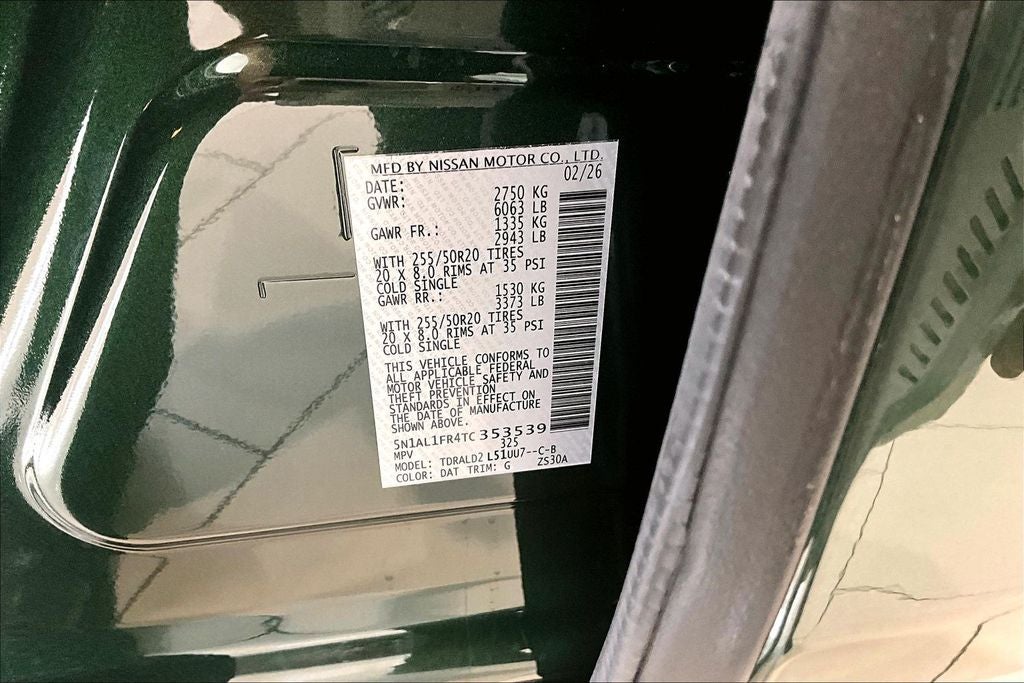 MFD BY NISSAN MOTOR CO., LTD.
DATE: 02/26
GVWR: 2750 KG
6063 LB
GAWR FR.: 1335 KG
2943 LB
WITH 255/50R20 TIRES
20 X 8.0 RIMS AT 35 PSI
COLD SINGLE
GAWR RR.: 1530 KG
3373 LB
WITH 255/50R20 TIRES
20 X 8.0 RIMS AT 35 PSI
COLD SINGLE
THIS VEHICLE CONFORMS TO
ALL APPLICABLE FEDERAL
MOTOR VEHICLE SAFETY AND
THEFT PREVENTION
STANDARDS IN EFFECT ON
THE DATE OF MANUFACTURE
SHOWN ABOVE.
5N1AL1FR4TC353539
MPV 325
MODEL: TDRALD2 L51UU7--C-B
COLOR: DAT TRIM: G ZS30A